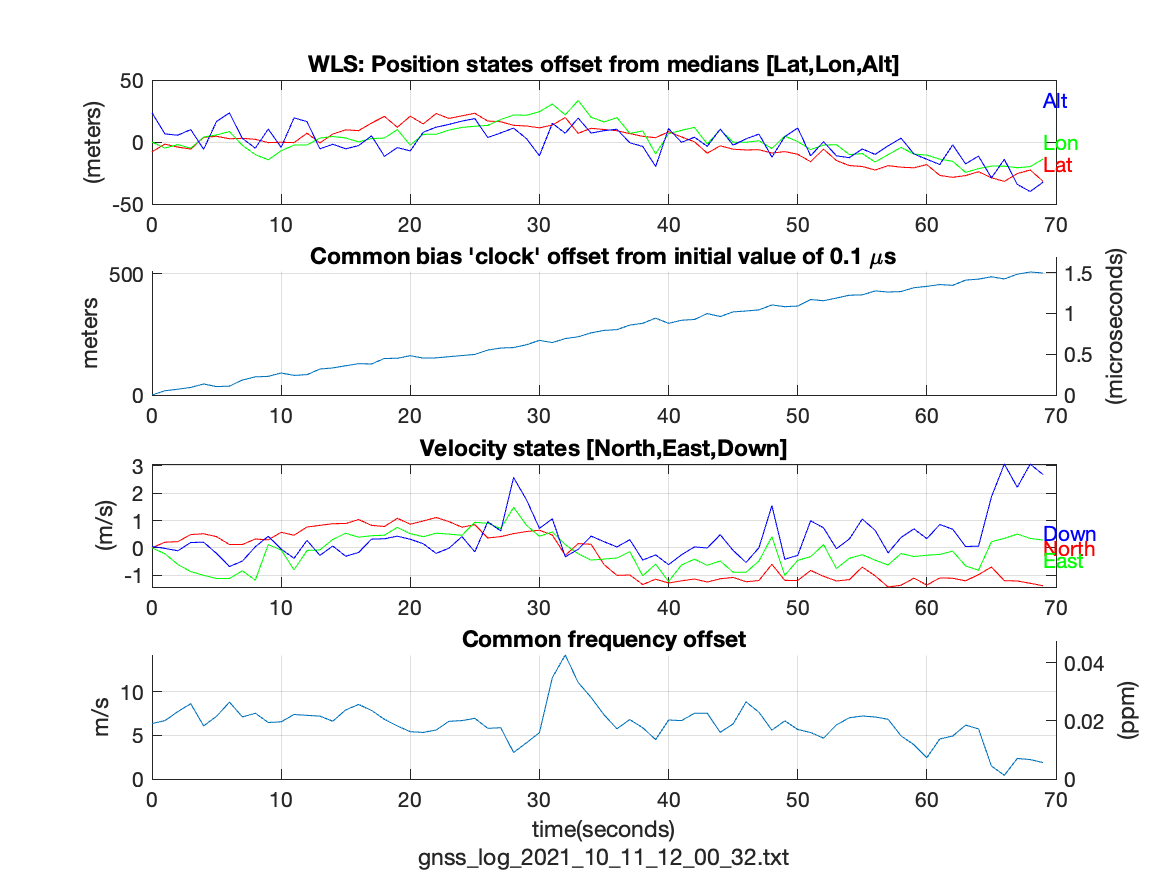 WLS: Position states offset from medians [Lat,Lon,Alt]
50
0
-50
(meters)
Alt
Lon
Lat
0 10 20 30 40 50 60 70
Common bias 'clock' offset from initial value of 0.1 μs
500
0
meters
1.5
1
0.5
0
(microseconds)
0 10 20 30 40 50 60 70
Velocity states [North,East,Down]
3
2
1
0
-1
(m/s)
Down
North
East
0 10 20 30 40 50 60 70
Common frequency offset
10
5
0
m/s
0.04
0.02
0
(ppm)
0 10 20 30 40 50 60 70
time(seconds)
gnss_log_2021_10_11_12_00_32.txt